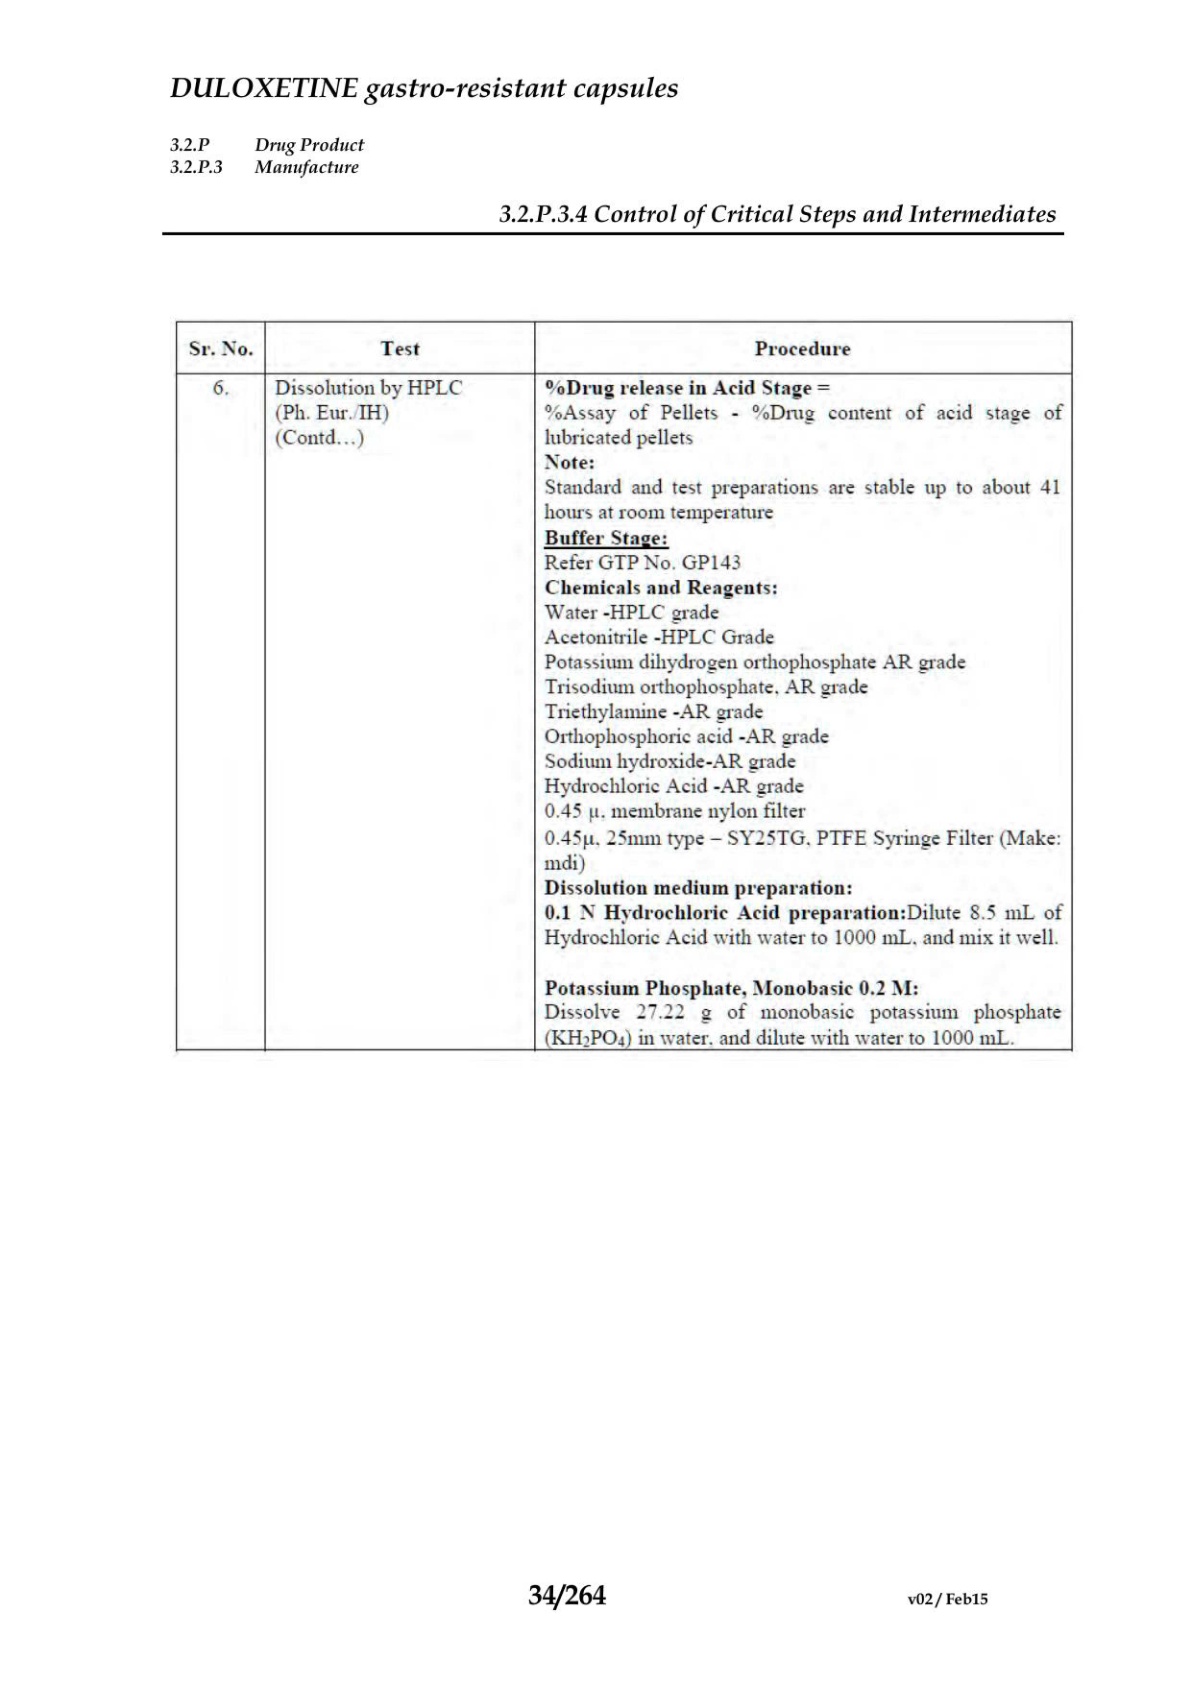 DULOXETINE gastro-resistant capsules
3.2.P Drug Product
3.2.P.3 Manufacture
3.2.P.3.4 Control of Critical Steps and Intermediates
Sr. No. Test Procedure
6. Dissolution by HPLC %Drug release in Acid Stage =
(Ph. Eur./IH) %Assay of Pellets - %Drug content of acid stage of
(Contd...) lubricated pellets
Note:
Standard and test preparations are stable up to about 41
hours at room temperature
Buffer Stage:
Refer GTP No. GP143
Chemicals and Reagents:
Water -HPLC grade
Acetonitrile -HPLC Grade
Potassium dihydrogen orthophosphate AR grade
Trisodium orthophosphate, AR grade
Triethylamine -AR grade
Orthophosphoric acid -AR grade
Sodium hydroxide-AR grade
Hydrochloric Acid -AR grade
0.45 µ, membrane nylon filter
0.45µ, 25mm type – SY25TG, PTFE Syringe Filter (Make:
mdi)
Dissolution medium preparation:
0.1 N Hydrochloric Acid preparation:Dilute 8.5 mL of
Hydrochloric Acid with water to 1000 mL, and mix it well.
Potassium Phosphate, Monobasic 0.2 M:
Dissolve 27.22 g of monobasic potassium phosphate
(KH₂PO₄) in water, and dilute with water to 1000 mL.
34/264 v02 / Feb15